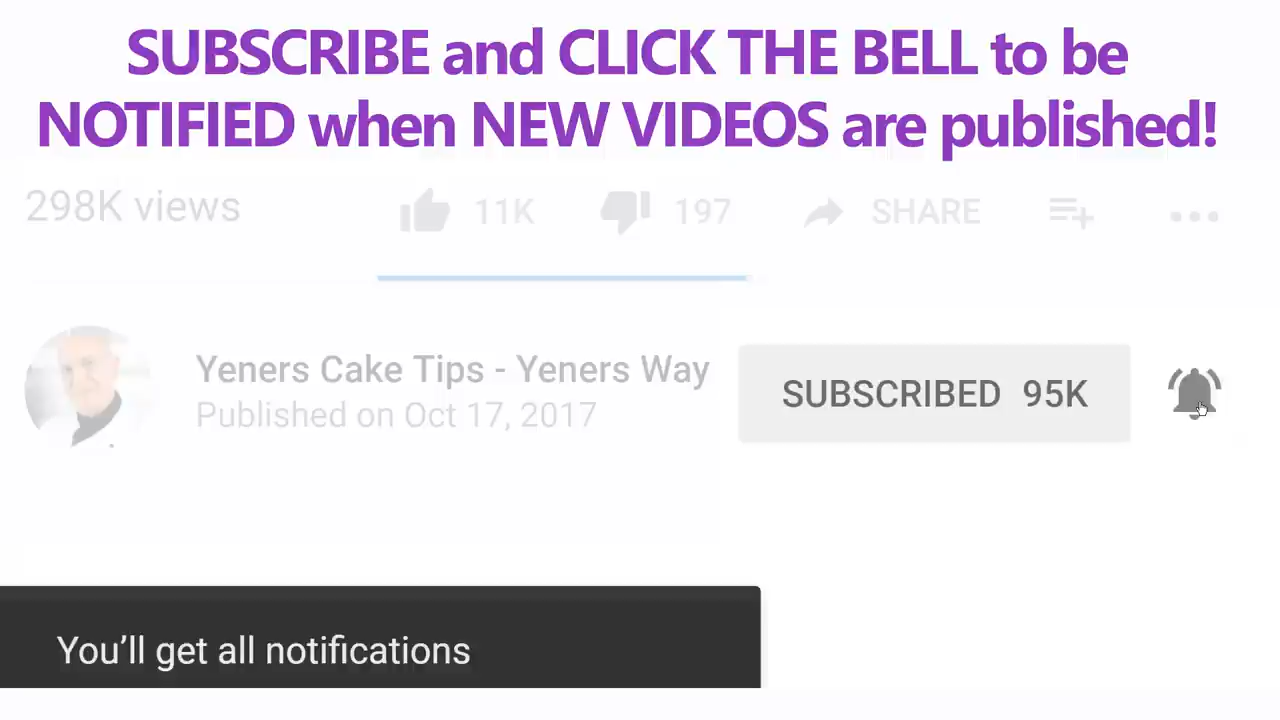 SUBSCRIBE and CLICK THE BELL to be
NOTIFIED when NEW VIDEOS are published!
298K views 11K 197 SHARE
Yeners Cake Tips - Yeners Way
Published on Oct 17, 2017
SUBSCRIBED 95K
You’ll get all notifications